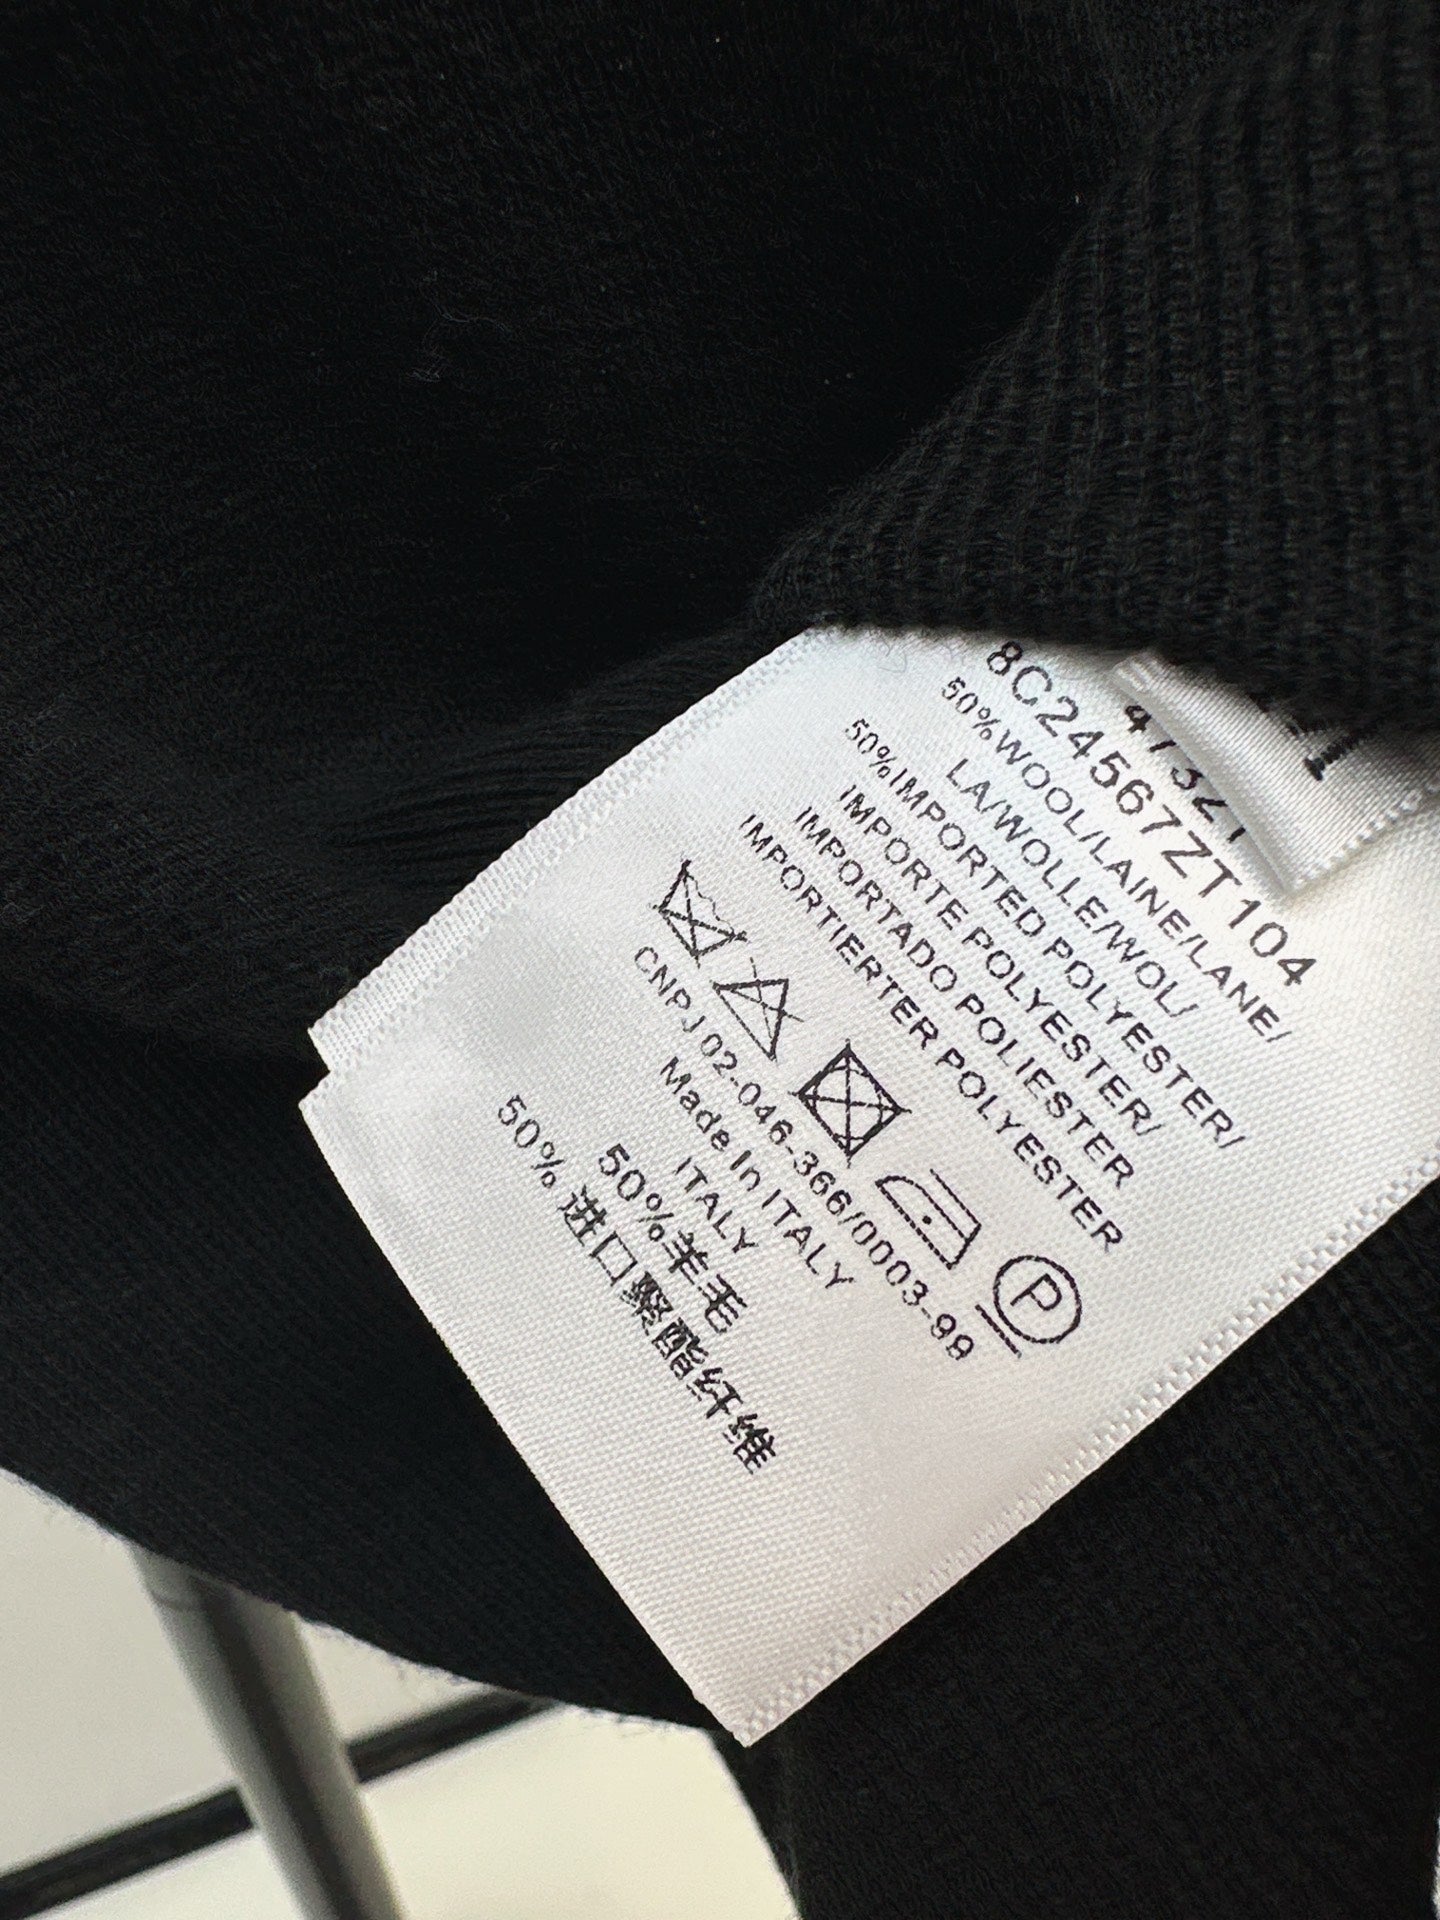 8C24567ZT104
50%WOOL/LAINE/LANE/
LA/WOLLE/WOL/
50%IMPORTED POLYESTER/
IMPORTE POLYESTER/
IMPORTADO POLIESTER
IMPORTIERTER POLYESTER
P
CNPJ 02-046-366/0003-99
Made In ITALY
ITALY
50%羊毛
50% 进口聚酯纤维